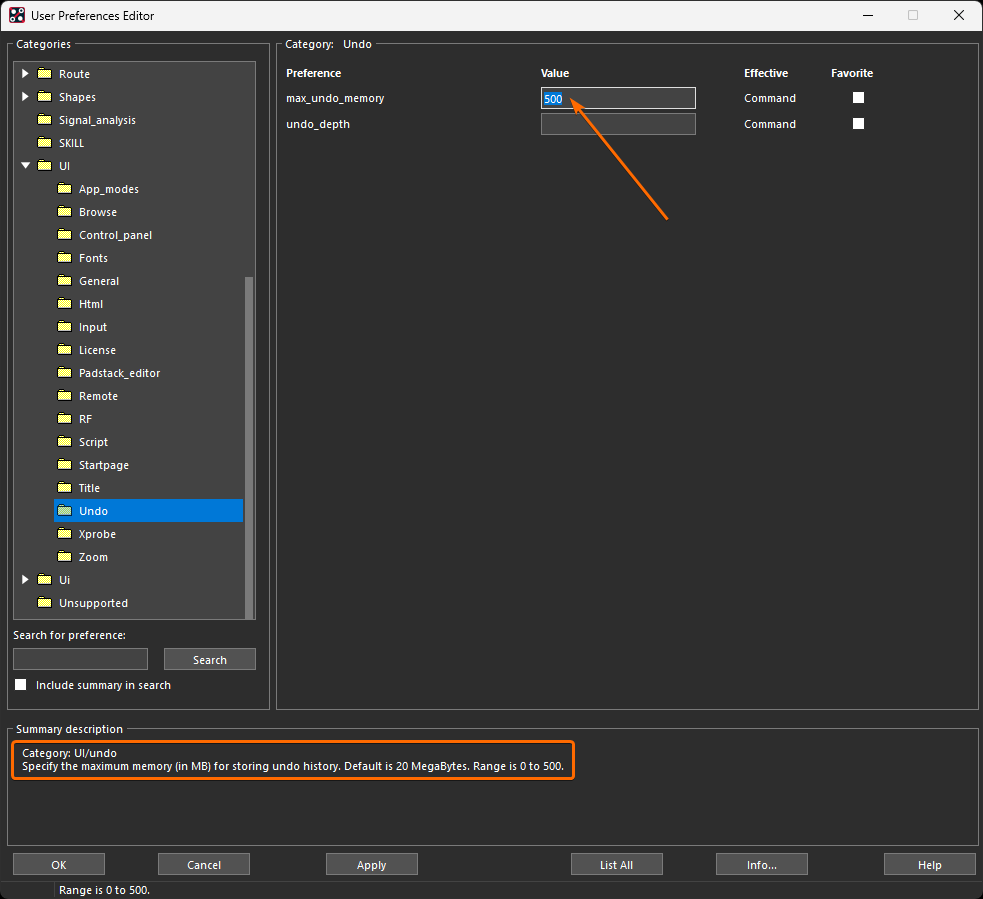 User Preferences Editor
Categories
Route
Shapes
Signal_analysis
SKILL
UI
App_modes
Browse
Control_panel
Fonts
General
Html
Input
License
Padstack_editor
Remote
RF
Script
Startpage
Title
Undo
Xprobe
Zoom
Ui
Unsupported
Search for preference:
Search
Include summary in search
Category: Undo
Preference Value Effective Favorite
max_undo_memory 500 Command
undo_depth Command
Summary description
Category: UI/undo
Specify the maximum memory (in MB) for storing undo history. Default is 20 MegaBytes. Range is 0 to 500.
OK Cancel Apply List All Info... Help
Range is 0 to 500.